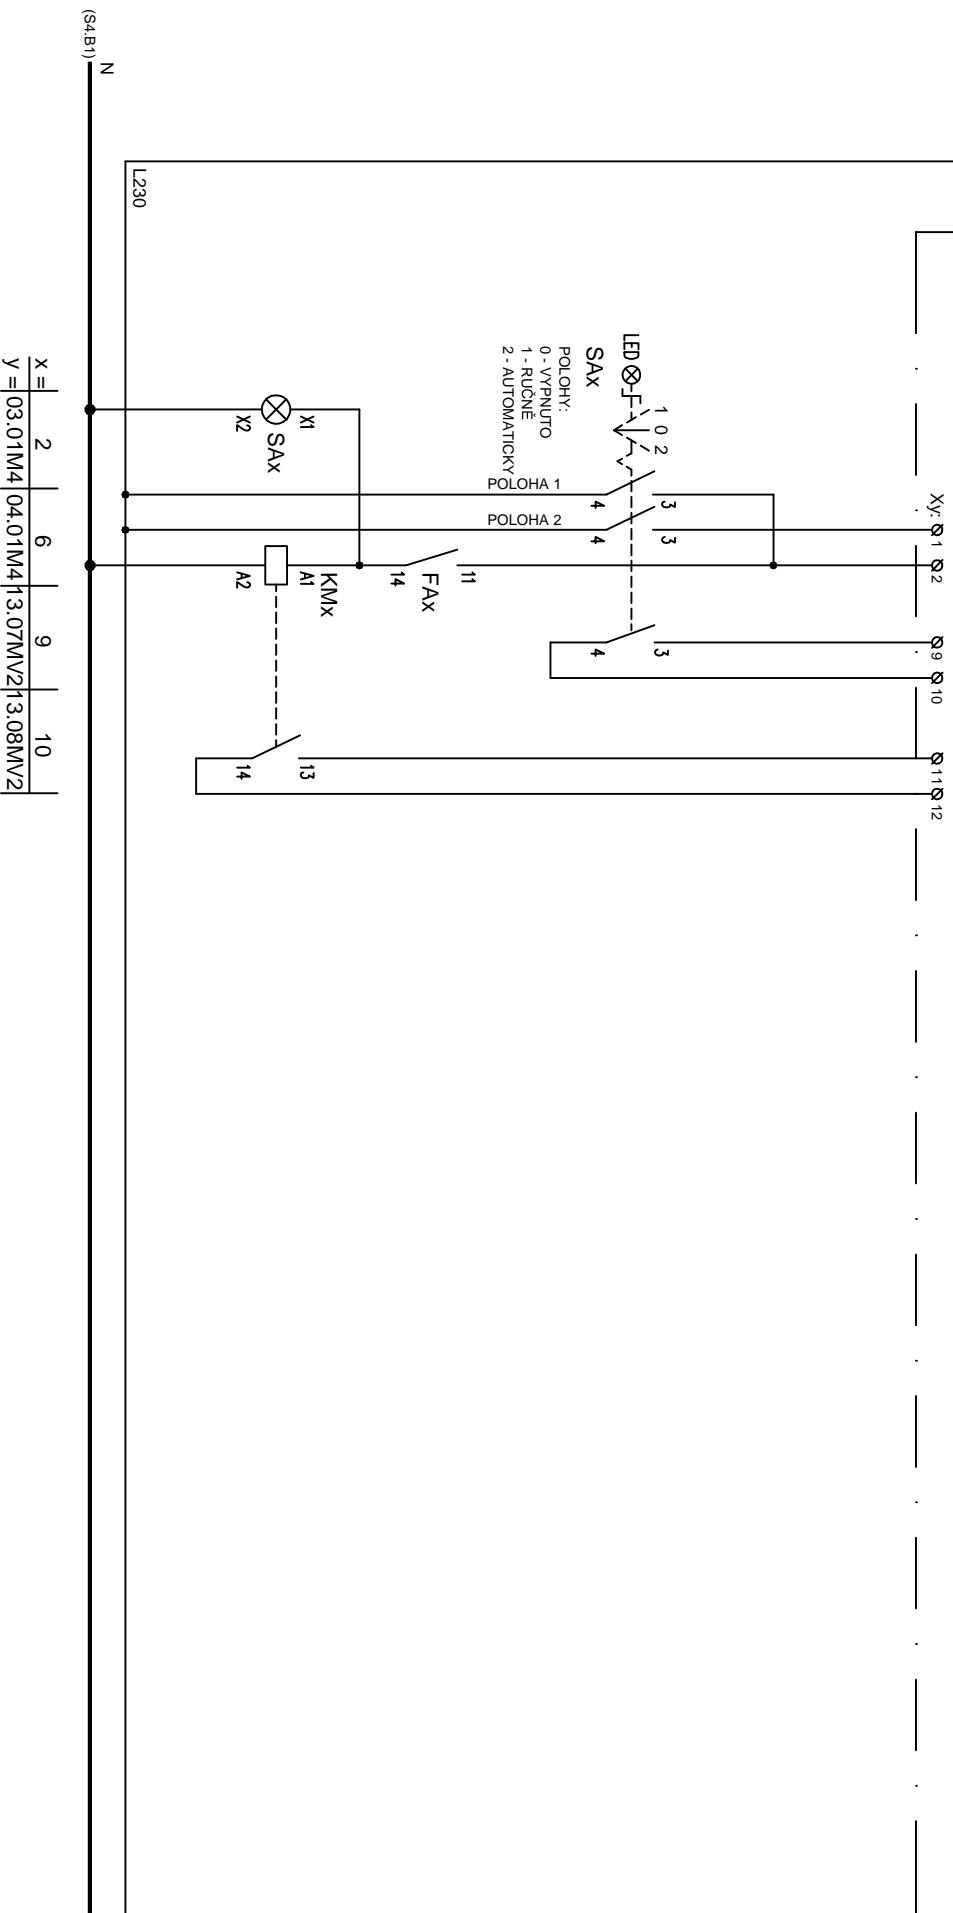 Xy:
1
2
9
10
11
12
LED
1 0 2
SAx
POLOHY:
0 - VYPNUTO
1 - RUČNĚ
2 - AUTOMATICKY
3
4
3
4
3
4
POLOHA 1
POLOHA 2
11
FAx
14
X1
SAx
X2
KMx
A1
A2
13
14
L230
N
(S4.B1)
x = 2 6 9 10
y = 03.01M4 04.01M4 13.07MV2 13.08MV2